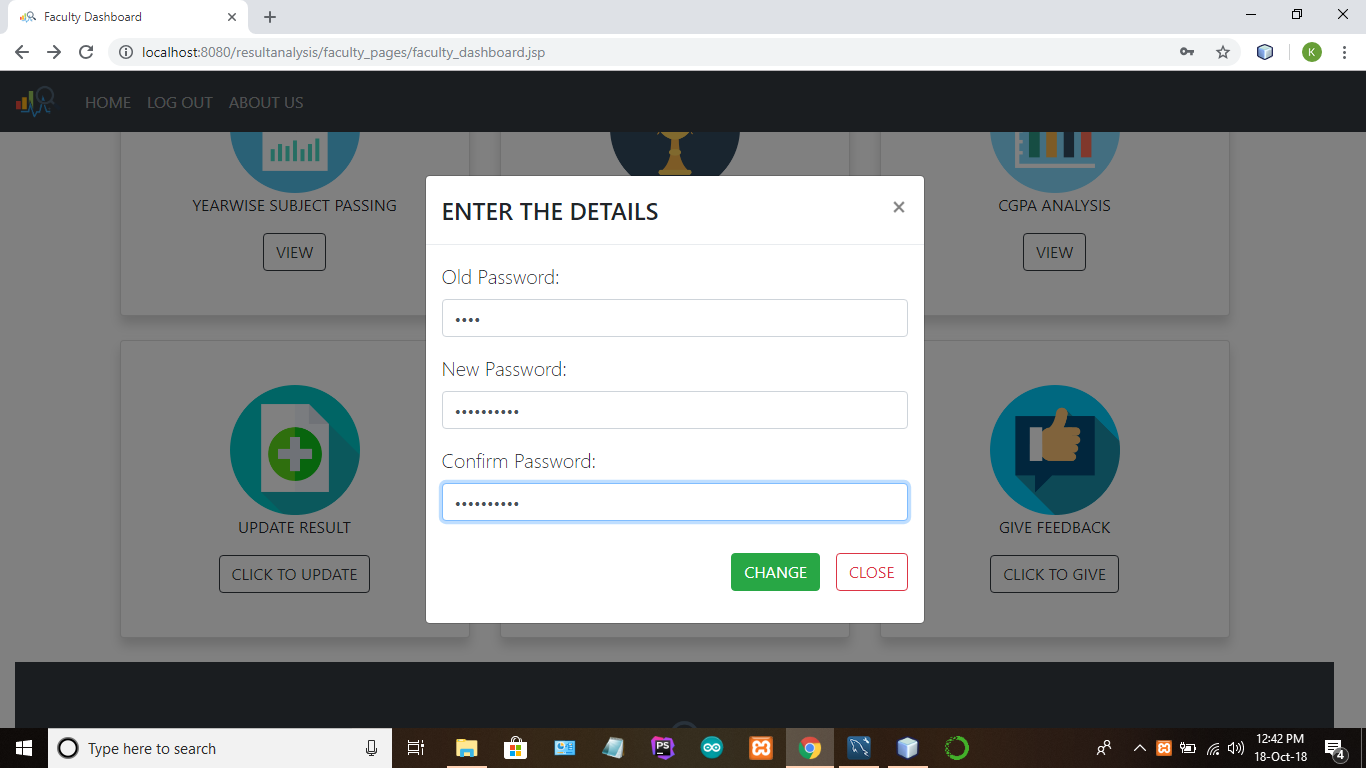 Faculty Dashboard
localhost:8080/resultanalysis/faculty_pages/faculty_dashboard.jsp
K
HOME LOG OUT ABOUT US
YEARWISE SUBJECT PASSING
VIEW
CGPA ANALYSIS
VIEW
ENTER THE DETAILS
×
Old Password:
••••
New Password:
••••••••••
Confirm Password:
••••••••••
CHANGE CLOSE
UPDATE RESULT
CLICK TO UPDATE
GIVE FEEDBACK
CLICK TO GIVE
Type here to search
PS
12:42 PM
18-Oct-18
4